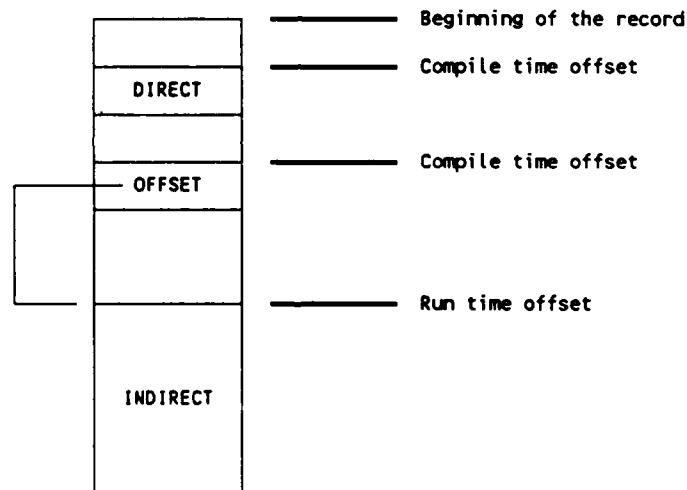 Beginning of the record
Compile time offset
DIRECT
Compile time offset
OFFSET
Run time offset
INDIRECT